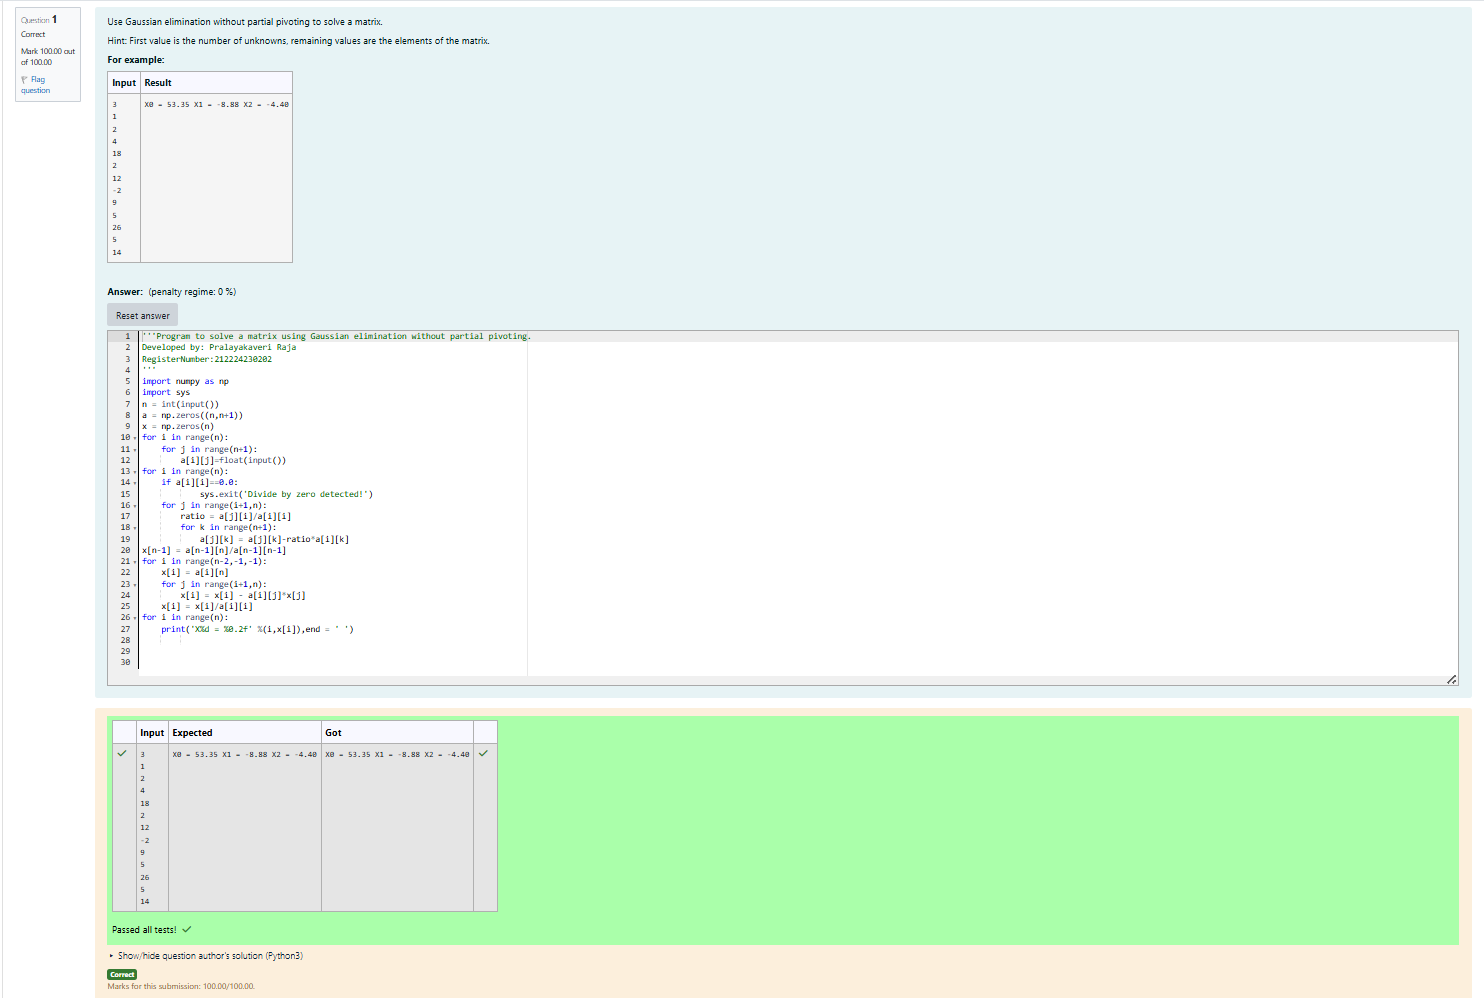 Question 1
Correct
Mark 100.00 out
of 100.00
Flag
question
Use Gaussian elimination without partial pivoting to solve a matrix.
Hint: First value is the number of unknowns, remaining values are the elements of the matrix.
For example:
Input Result
3 X0 = 53.35 X1 = -8.88 X2 = -4.40
1
2
4
18
2
12
-2
9
5
26
5
14
Answer: (penalty regime: 0 %)
Reset answer
1 '''Program to solve a matrix using Gaussian elimination without partial pivoting.
2 Developed by: Pralayakaveri Raja
3 RegisterNumber:212224230202
4 '''
5 import numpy as np
6 import sys
7 n = int(input())
8 a = np.zeros((n,n+1))
9 x = np.zeros(n)
10 for i in range(n):
11     for j in range(n+1):
12         a[i][j]=float(input())
13 for i in range(n):
14     if a[i][i]==0.0:
15             sys.exit('Divide by zero detected!')
16     for j in range(i+1,n):
17         ratio = a[j][i]/a[i][i]
18         for k in range(n+1):
19             a[j][k] = a[j][k]-ratio*a[i][k]
20 x[n-1] = a[n-1][n]/a[n-1][n-1]
21 for i in range(n-2,-1,-1):
22     x[i] = a[i][n]
23     for j in range(i+1,n):
24         x[i] = x[i] - a[i][j]*x[j]
25     x[i] = x[i]/a[i][i]
26 for i in range(n):
27     print('X%d = %0.2f' %(i,x[i]),end = ' ')
28
29
30
Input Expected Got
3 X0 = 53.35 X1 = -8.88 X2 = -4.40 X0 = 53.35 X1 = -8.88 X2 = -4.40
1
2
4
18
2
12
-2
9
5
26
5
14
Passed all tests!
Show/hide question author's solution (Python3)
Correct
Marks for this submission: 100.00/100.00.